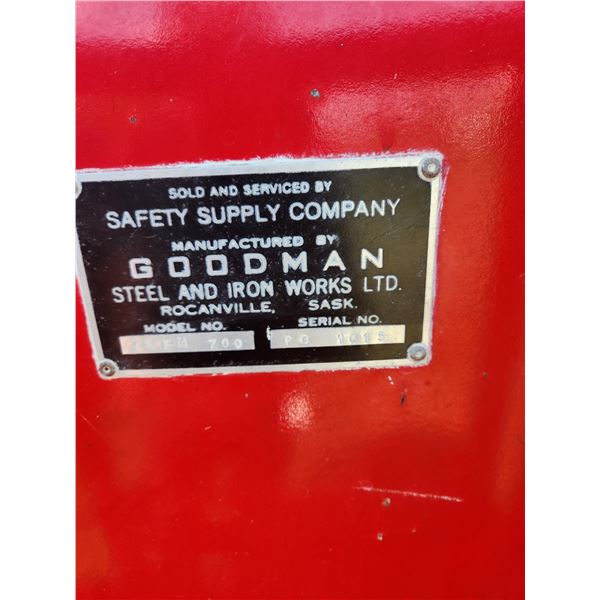 SOLD AND SERVICED BY
SAFETY SUPPLY COMPANY
MANUFACTURED BY
GOODMAN
STEEL AND IRON WORKS LTD.
ROCANVILLE, SASK.
MODEL NO. SERIAL NO.
700